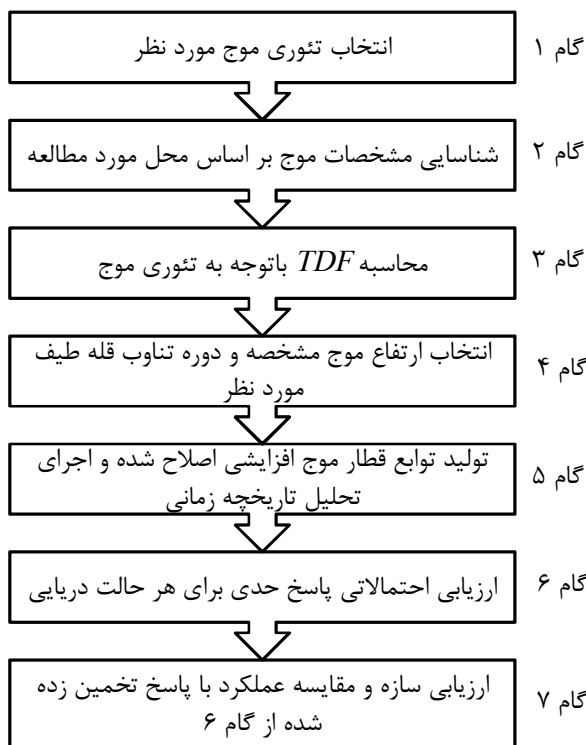 گام ۱
انتخاب تئوری موج مورد نظر
گام ۲
شناسایی مشخصات موج بر اساس محل مورد مطالعه
گام ۳
محاسبه TDF باتوجه به تئوری موج
گام ۴
انتخاب ارتفاع موج مشخصه و دوره تناوب قله طیف
مورد نظر
گام ۵
تولید توابع قطار موج افزایشی اصلاح شده و اجرای
تحلیل تاریخچه زمانی
گام ۶
ارزیابی احتمالاتی پاسخ حدی برای هر حالت دریایی
گام ۷
ارزیابی سازه و مقایسه عملکرد با پاسخ تخمین زده
شده از گام ۶